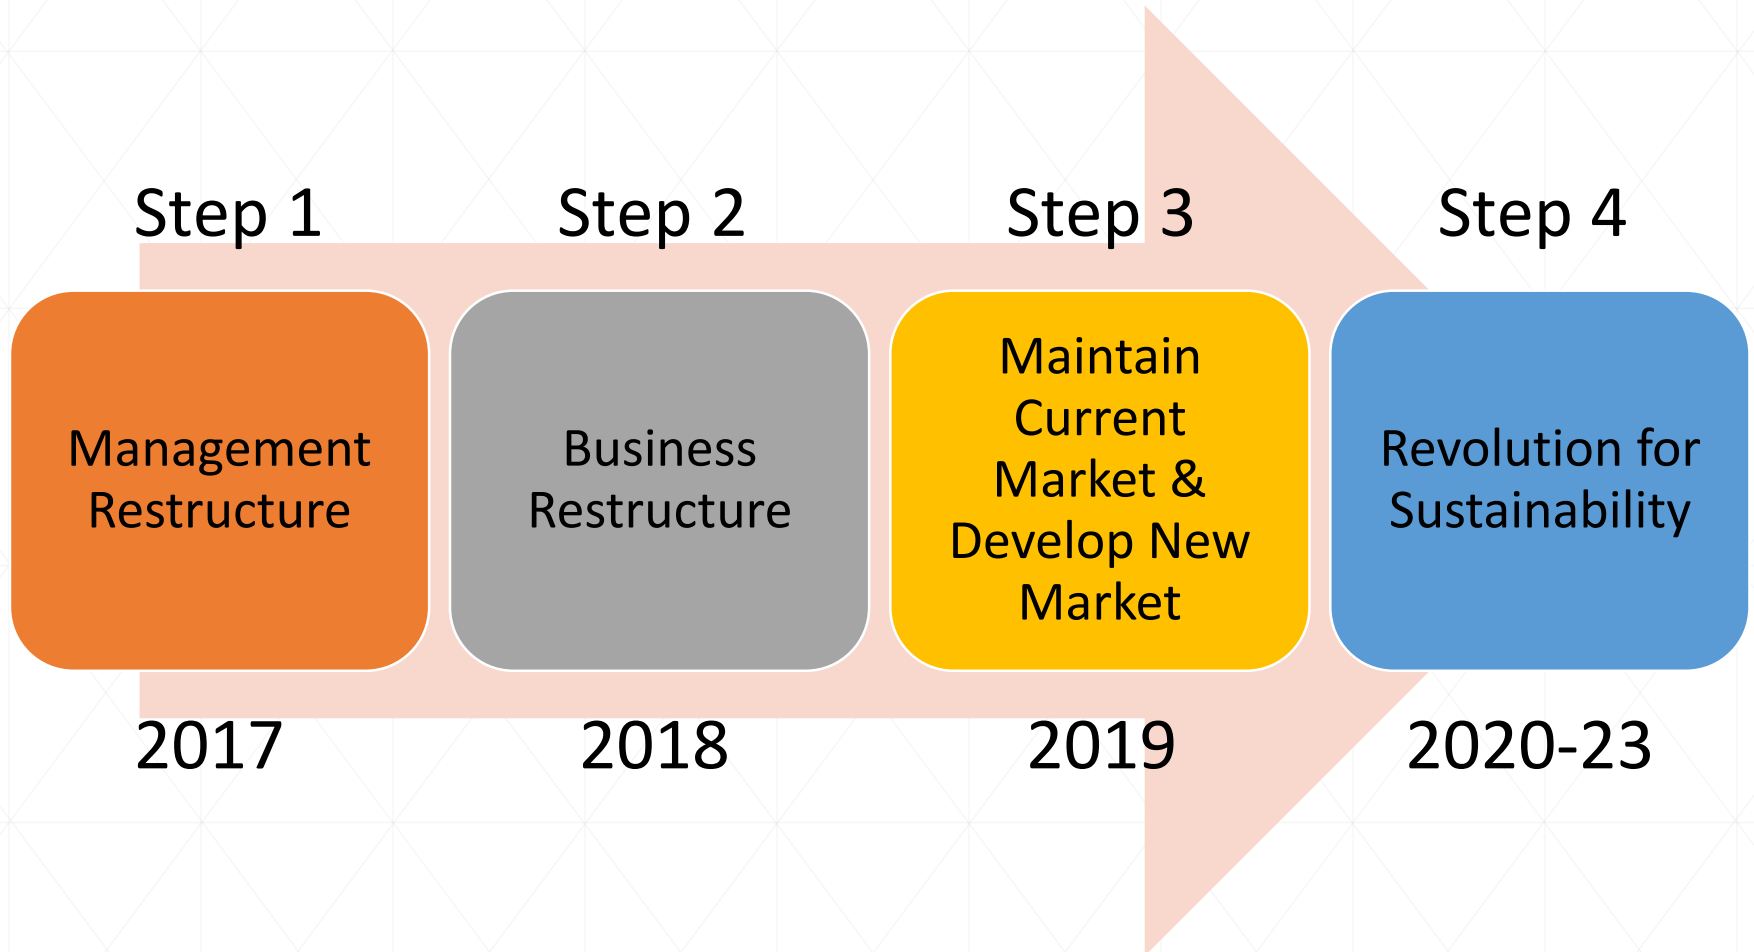 Step 1
Step 2
Step 3
Step 4
Management
Restructure
Business
Restructure
Maintain
Current
Market &
Develop New
Market
Revolution for
Sustainability
2017
2018
2019
2020-23